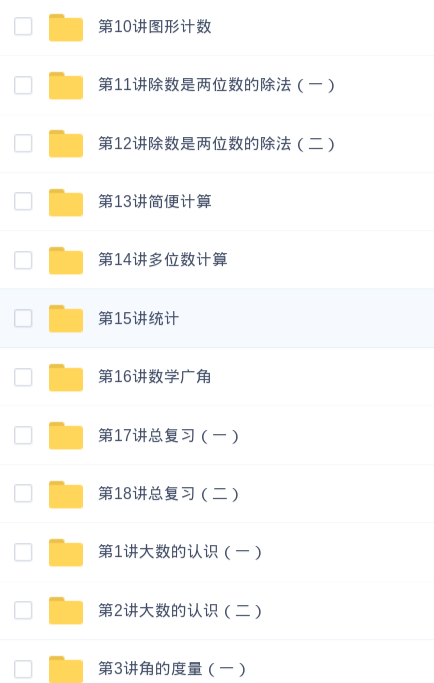 第10讲图形计数
第11讲除数是两位数的除法（一）
第12讲除数是两位数的除法（二）
第13讲简便计算
第14讲多位数计算
第15讲统计
第16讲数学广角
第17讲总复习（一）
第18讲总复习（二）
第1讲大数的认识（一）
第2讲大数的认识（二）
第3讲角的度量（一）